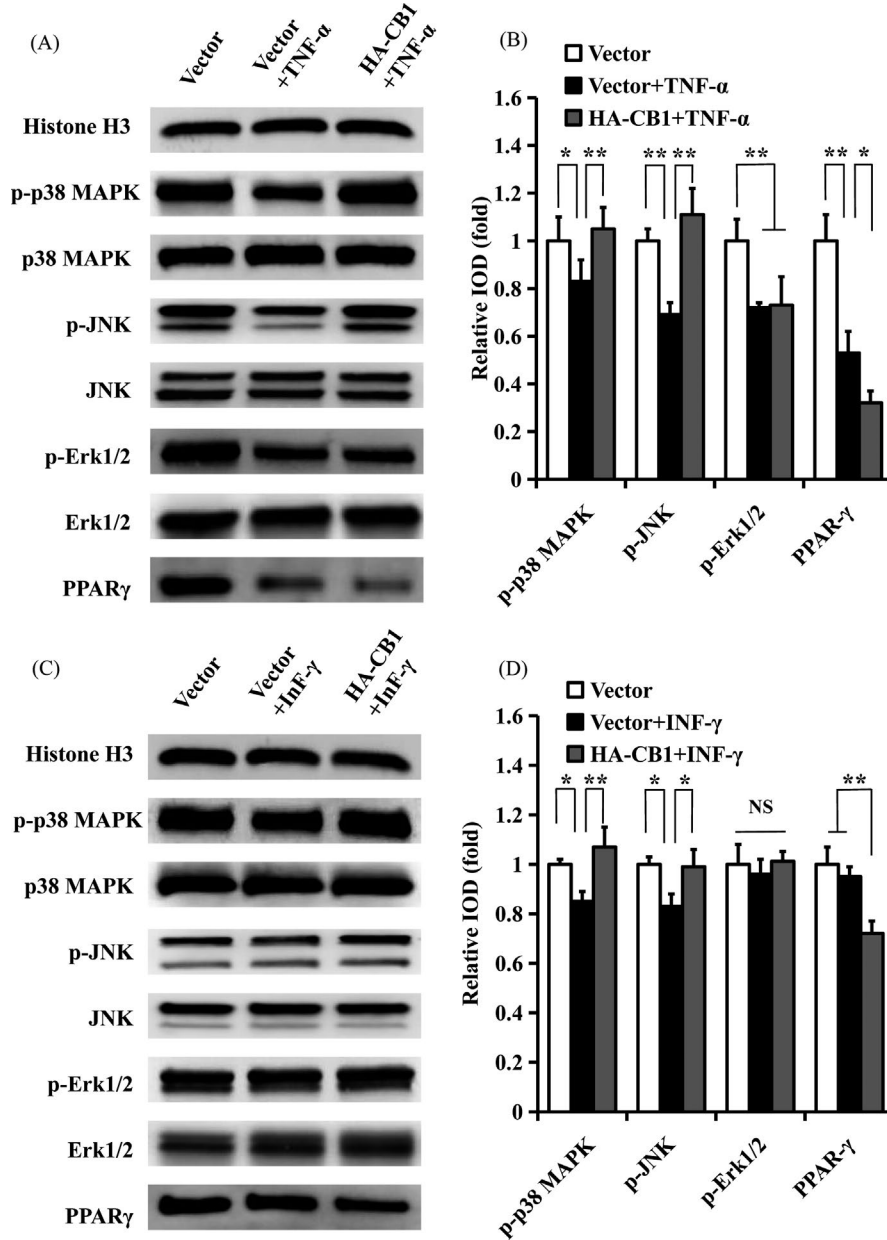 (A)
Vector
Vector
+TNF-α
HA-CB1
+TNF-α
Histone H3
p-p38 MAPK
p38 MAPK
p-JNK
JNK
p-Erk1/2
Erk1/2
PPARγ
(B)
Vector
Vector+TNF-α
HA-CB1+TNF-α
Relative IOD (fold)
1.6
1.4
1.2
1
0.8
0.6
0.4
0.2
0
* ** ** ** ** ** *
p-p38 MAPK
p-JNK
p-Erk1/2
PPAR-γ
(C)
Vector
Vector
+InF-γ
HA-CB1
+InF-γ
Histone H3
p-p38 MAPK
p38 MAPK
p-JNK
JNK
p-Erk1/2
Erk1/2
PPARγ
(D)
Vector
Vector+INF-γ
HA-CB1+INF-γ
Relative IOD (fold)
1.6
1.4
1.2
1
0.8
0.6
0.4
0.2
0
* ** * * NS **
p-p38 MAPK
p-JNK
p-Erk1/2
PPAR-γ